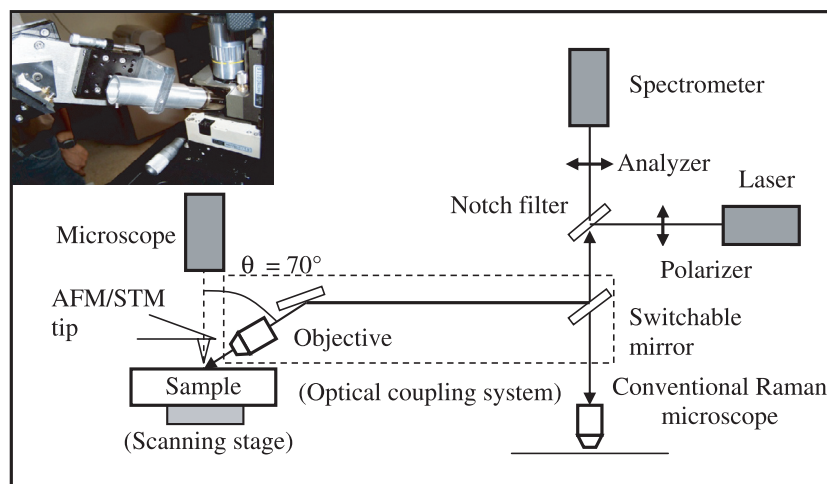 Spectrometer
Analyzer
Laser
Notch filter
Microscope
Polarizer
θ = 70°
AFM/STM
tip
Objective
Switchable
mirror
Sample
(Optical coupling system)
Conventional Raman
microscope
(Scanning stage)